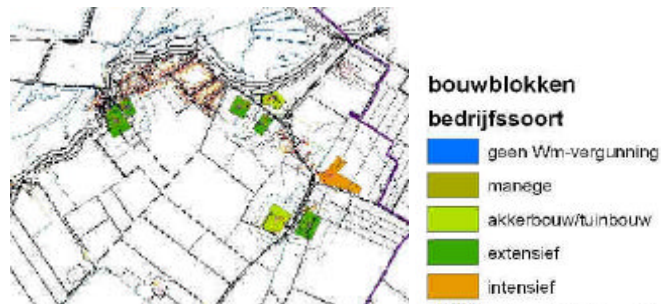 bouwblokken
bedrijfssoort
geen Wm-vergunning
manege
akkerbouw/tuinbouw
extensief
intensief